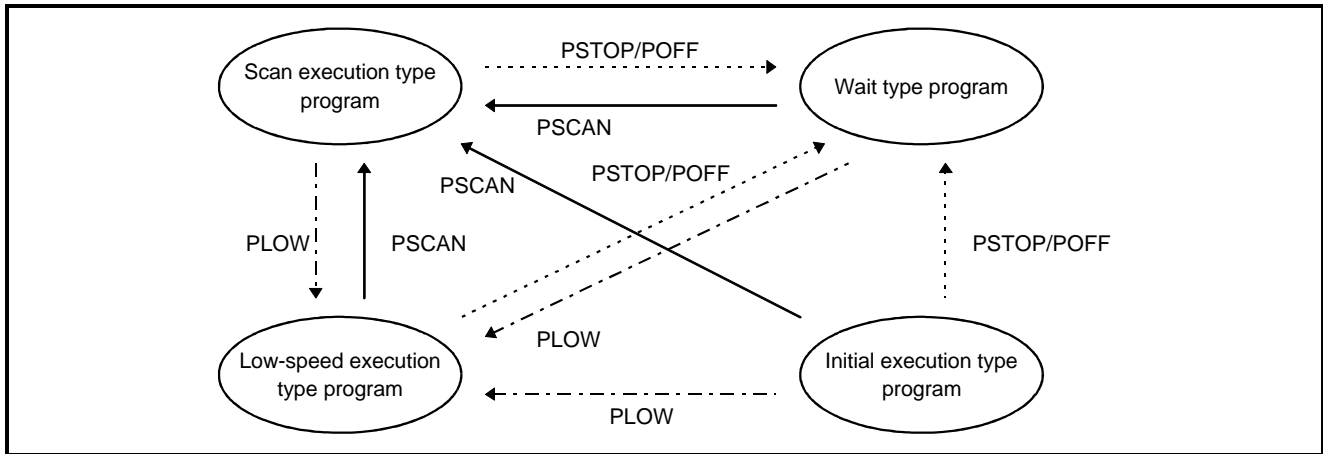 PSTOP/POFF
Scan execution type
program
Wait type program
PSCAN
PSTOP/POFF
PSCAN
PLOW
PSCAN
PSTOP/POFF
PLOW
Low-speed execution
type program
Initial execution type
program
PLOW